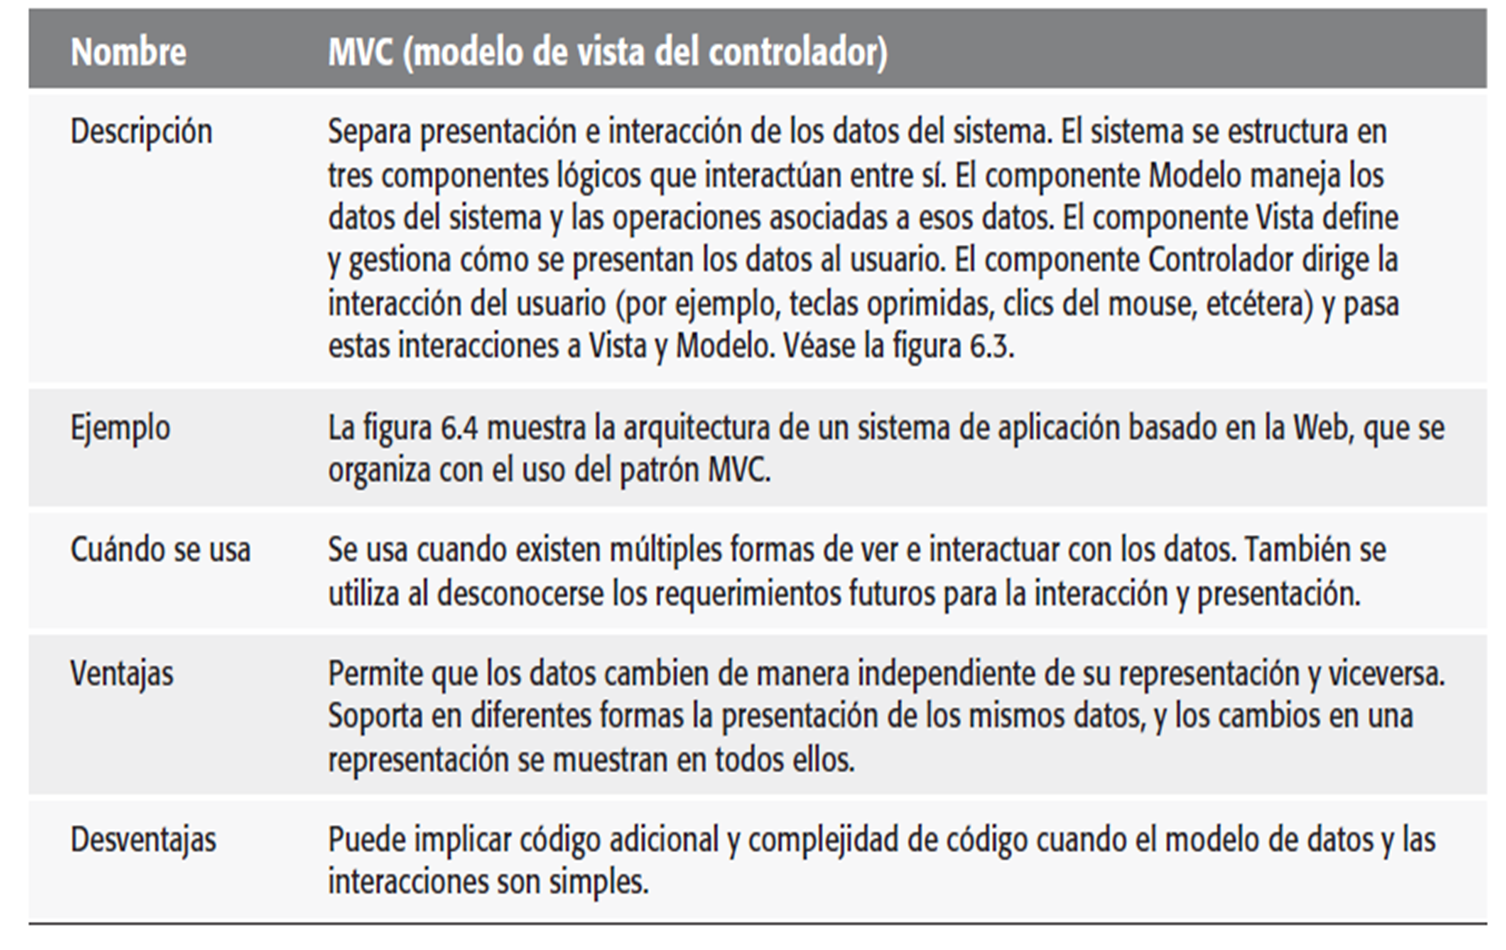 Nombre MVC (modelo de vista del controlador)
Descripción Separa presentación e interacción de los datos del sistema. El sistema se estructura en
tres componentes lógicos que interactúan entre sí. El componente Modelo maneja los
datos del sistema y las operaciones asociadas a esos datos. El componente Vista define
y gestiona cómo se presentan los datos al usuario. El componente Controlador dirige la
interacción del usuario (por ejemplo, teclas oprimidas, clics del mouse, etcétera) y pasa
estas interacciones a Vista y Modelo. Véase la figura 6.3.
Ejemplo La figura 6.4 muestra la arquitectura de un sistema de aplicación basado en la Web, que se
organiza con el uso del patrón MVC.
Cuándo se usa Se usa cuando existen múltiples formas de ver e interactuar con los datos. También se
utiliza al desconocerse los requerimientos futuros para la interacción y presentación.
Ventajas Permite que los datos cambien de manera independiente de su representación y viceversa.
Soporta en diferentes formas la presentación de los mismos datos, y los cambios en una
representación se muestran en todos ellos.
Desventajas Puede implicar código adicional y complejidad de código cuando el modelo de datos y las
interacciones son simples.